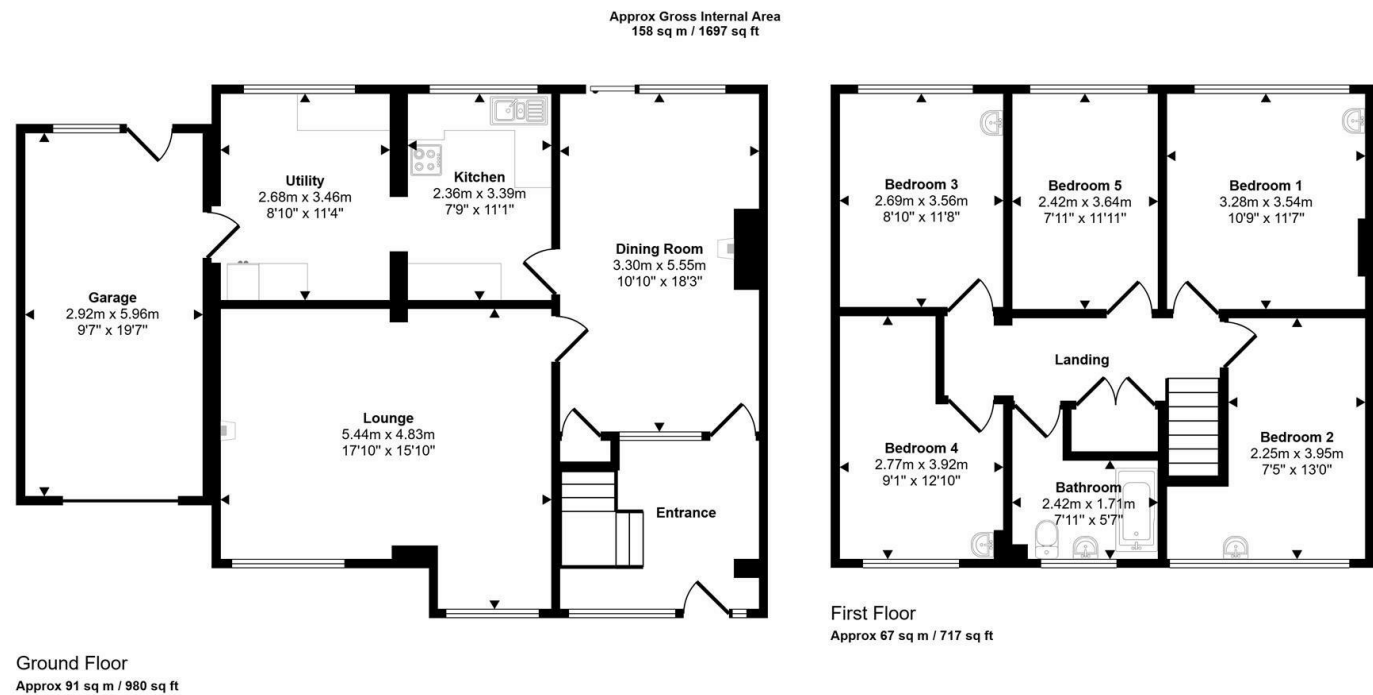 Approx Gross Internal Area
158 sq m / 1697 sq ft
Utility
2.68m x 3.46m
8'10" x 11'4"
Kitchen
2.36m x 3.39m
7'9" x 11'1"
Dining Room
3.30m x 5.55m
10'10" x 18'3"
Garage
2.92m x 5.96m
9'7" x 19'7"
Lounge
5.44m x 4.83m
17'10" x 15'10"
Entrance
Ground Floor
Approx 91 sq m / 980 sq ft
Bedroom 3
2.69m x 3.56m
8'10" x 11'8"
Bedroom 5
2.42m x 3.64m
7'11" x 11'11"
Bedroom 1
3.28m x 3.54m
10'9" x 11'7"
Landing
Bedroom 4
2.77m x 3.92m
9'1" x 12'10"
Bathroom
2.42m x 1.71m
7'11" x 5'7"
Bedroom 2
2.25m x 3.95m
7'5" x 13'0"
First Floor
Approx 67 sq m / 717 sq ft